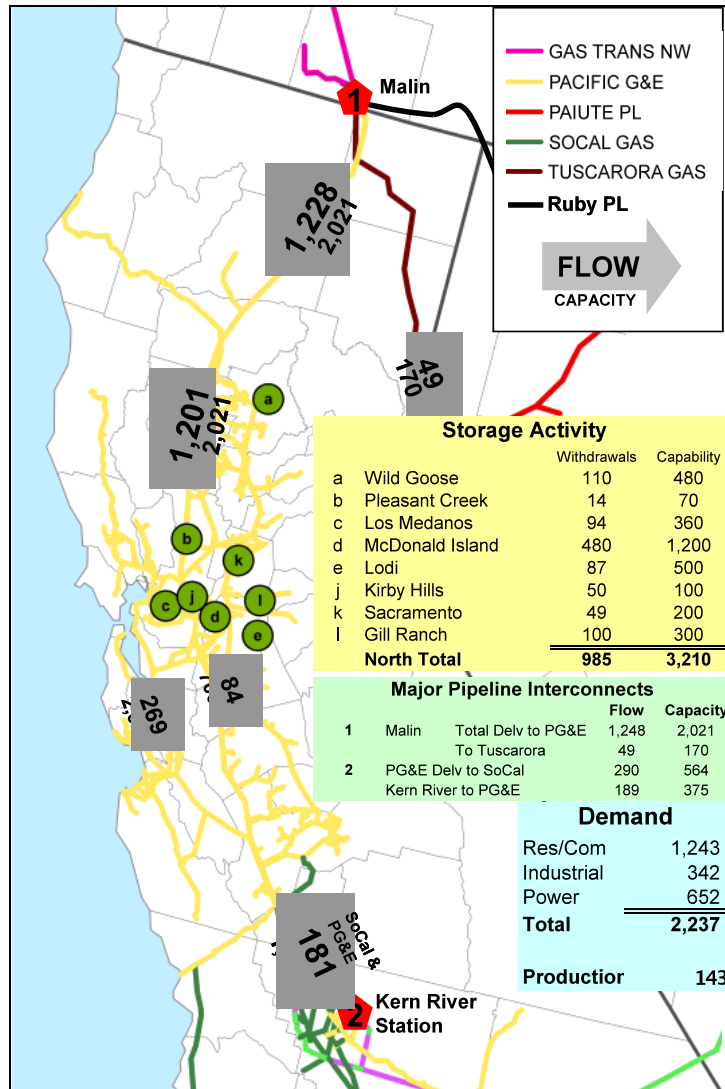 GAS TRANS NW
PACIFIC G&E
PAIUTE PL
SOCAL GAS
TUSCARORA GAS
Ruby PL
FLOW
CAPACITY
1
Malin
1,228
2,021
49
170
1,201
2,021
a
b
k
c
j
d
l
e
Storage Activity
Withdrawals Capability
a Wild Goose 110 480
b Pleasant Creek 14 70
c Los Medanos 94 360
d McDonald Island 480 1,200
e Lodi 87 500
j Kirby Hills 50 100
k Sacramento 49 200
l Gill Ranch 100 300
North Total 985 3,210
84
269
Major Pipeline Interconnects
Flow Capacity
1 Malin Total Delv to PG&E 1,248 2,021
To Tuscarora 49 170
2 PG&E Delv to SoCal 290 564
Kern River to PG&E 189 375
Demand
Res/Com 1,243
Industrial 342
Power 652
Total 2,237
Production 143
SoCal &
PG&E
181
2
Kern River
Station